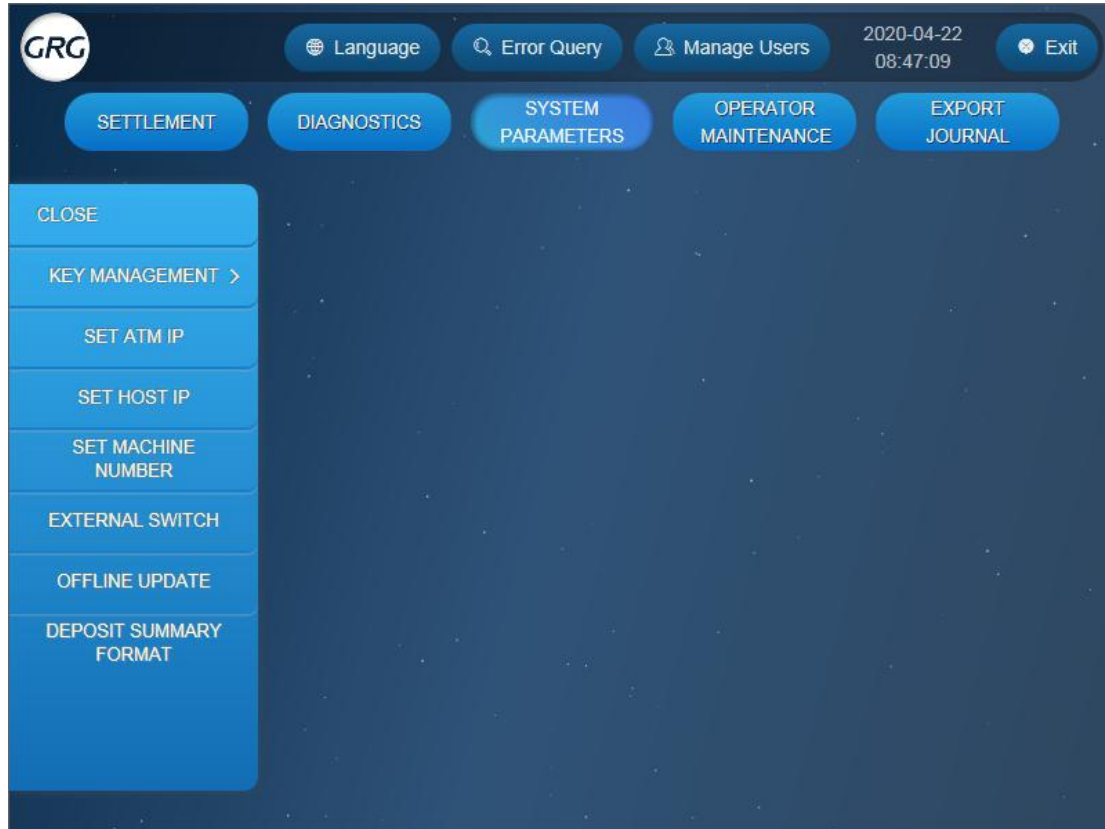 GRG
Language
Error Query
Manage Users
2020-04-22
08:47:09
Exit
SETTLEMENT
DIAGNOSTICS
SYSTEM
PARAMETERS
OPERATOR
MAINTENANCE
EXPORT
JOURNAL
CLOSE
KEY MANAGEMENT >
SET ATM IP
SET HOST IP
SET MACHINE
NUMBER
EXTERNAL SWITCH
OFFLINE UPDATE
DEPOSIT SUMMARY
FORMAT